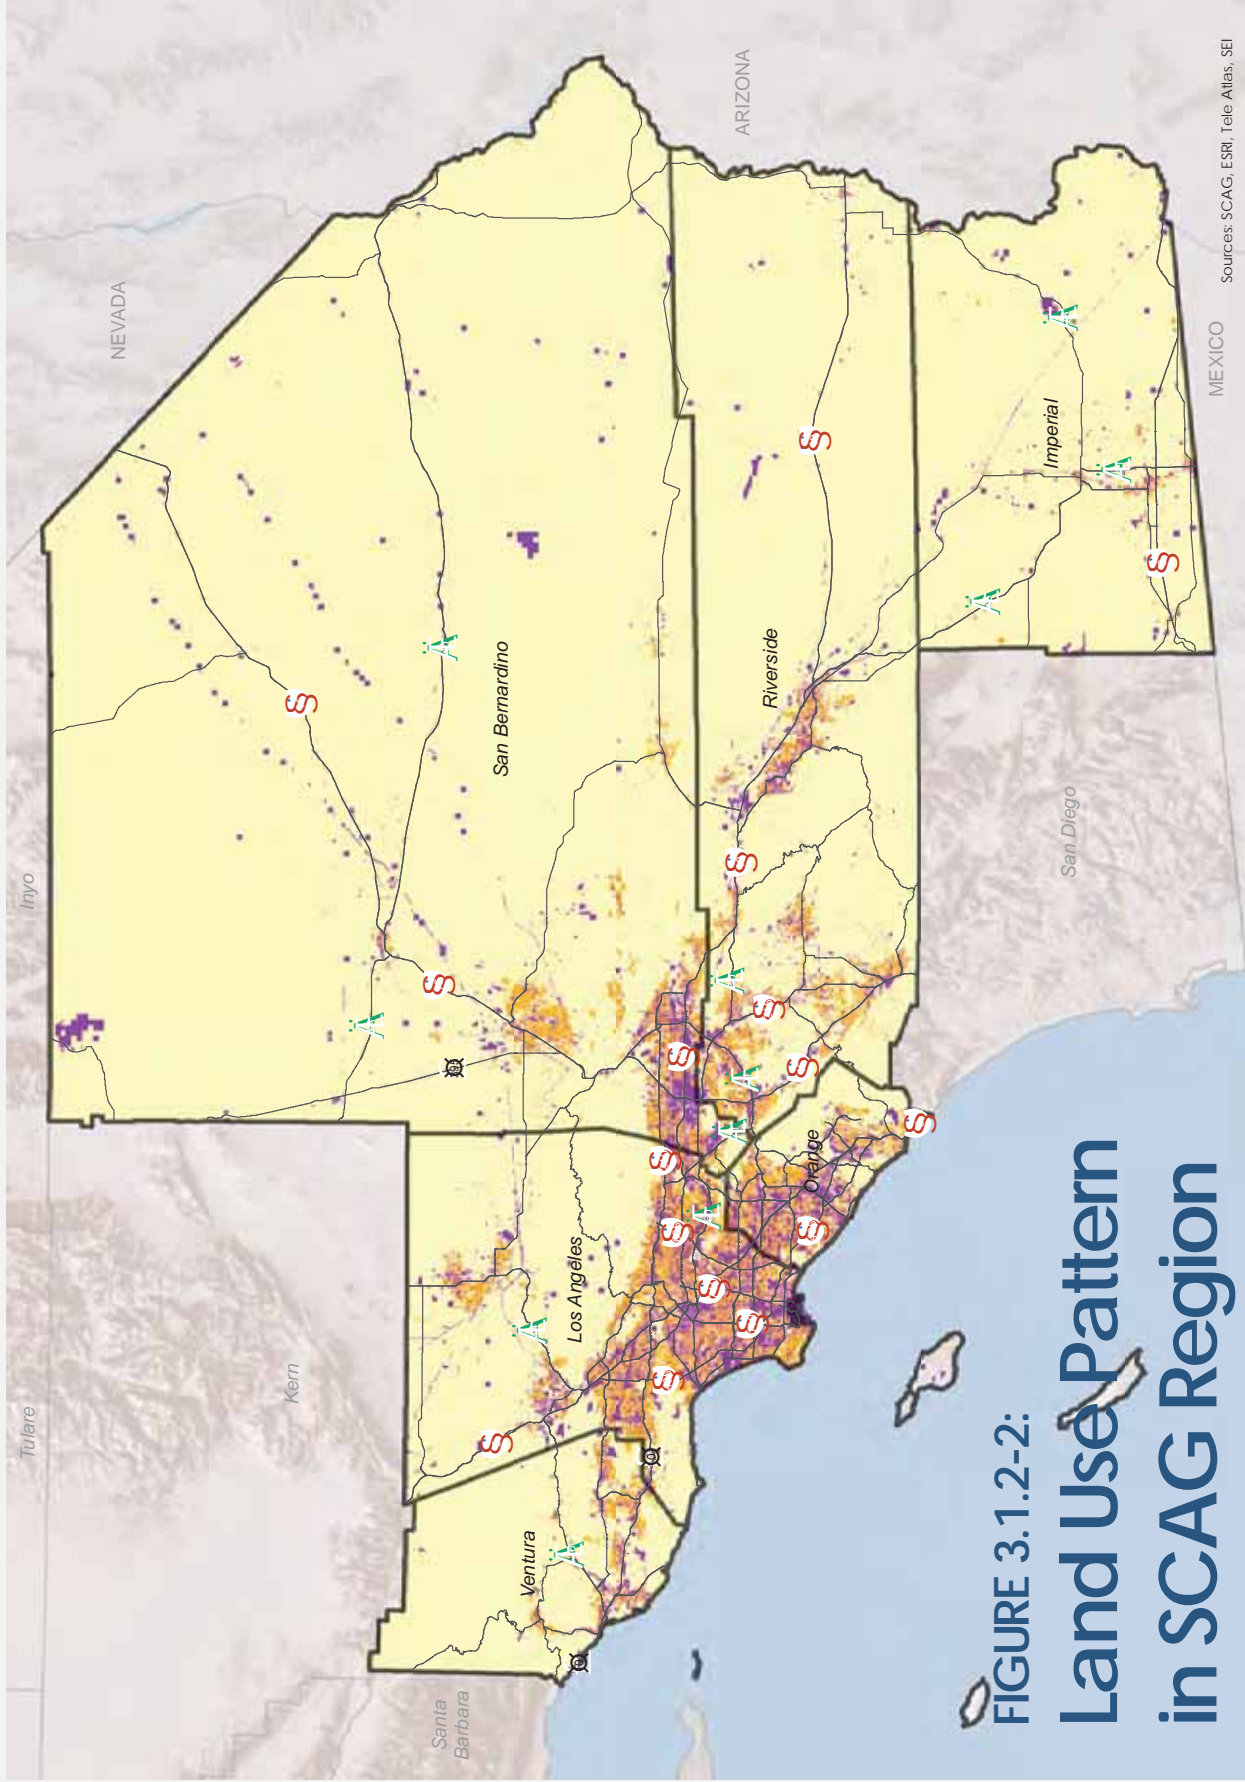 FIGURE 3.1.2-2:
Land Use Pattern
in SCAG Region
Tulare
Inyo
Kern
NEVADA
Santa
Barbara
Ventura
Los Angeles
San Bernardino
ARIZONA
Orange
Riverside
San Diego
Imperial
MEXICO
Sources: SCAG, ESRI, Tele Atlas, SEI